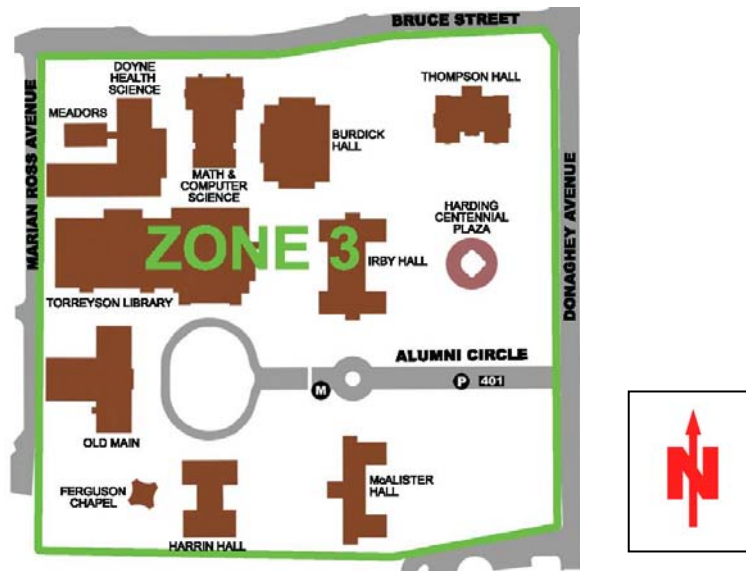 BRUCE STREET
DOYNE
HEALTH
SCIENCE
MEADORS
THOMPSON HALL
BURDICK
HALL
MATH &
COMPUTER
SCIENCE
MARIAN ROSS AVENUE
HARDING
CENTENNIAL
PLAZA
DONAGHEY AVENUE
ZONE 3
IRBY HALL
TORREYSON LIBRARY
ALUMNI CIRCLE
M
P 401
OLD MAIN
FERGUSON
CHAPEL
McALISTER
HALL
HARRIN HALL
N